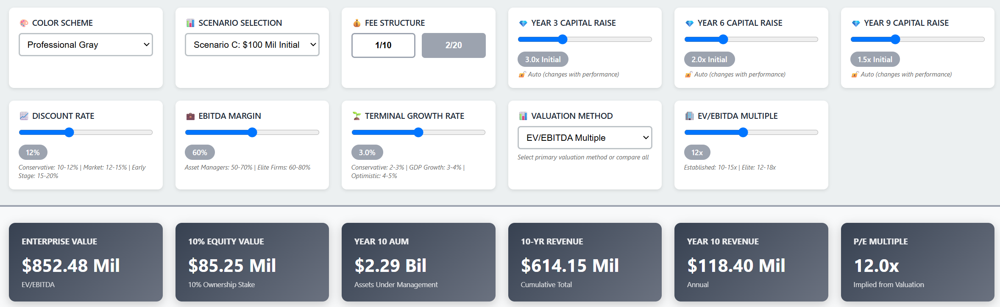 COLOR SCHEME
Professional Gray
SCENARIO SELECTION
Scenario C: $100 Mil Initial
FEE STRUCTURE
1/10
2/20
YEAR 3 CAPITAL RAISE
3.0x Initial
Auto (changes with performance)
YEAR 6 CAPITAL RAISE
2.0x Initial
Auto (changes with performance)
YEAR 9 CAPITAL RAISE
1.5x Initial
Auto (changes with performance)
DISCOUNT RATE
12%
Conservative: 10-12% | Market: 12-15% | Early
Stage: 15-20%
EBITDA MARGIN
60%
Asset Managers: 50-70% | Elite Firms: 60-80%
TERMINAL GROWTH RATE
3.0%
Conservative: 2-3% | GDP Growth: 3-4% |
Optimistic: 4-5%
VALUATION METHOD
EV/EBITDA Multiple
Select primary valuation method or compare all
EV/EBITDA MULTIPLE
12x
Established: 10-15x | Elite: 12-18x
ENTERPRISE VALUE
$852.48 Mil
EV/EBITDA
10% EQUITY VALUE
$85.25 Mil
10% Ownership Stake
YEAR 10 AUM
$2.29 Bil
Assets Under Management
10-YR REVENUE
$614.15 Mil
Cumulative Total
YEAR 10 REVENUE
$118.40 Mil
Annual
P/E MULTIPLE
12.0x
Implied from Valuation